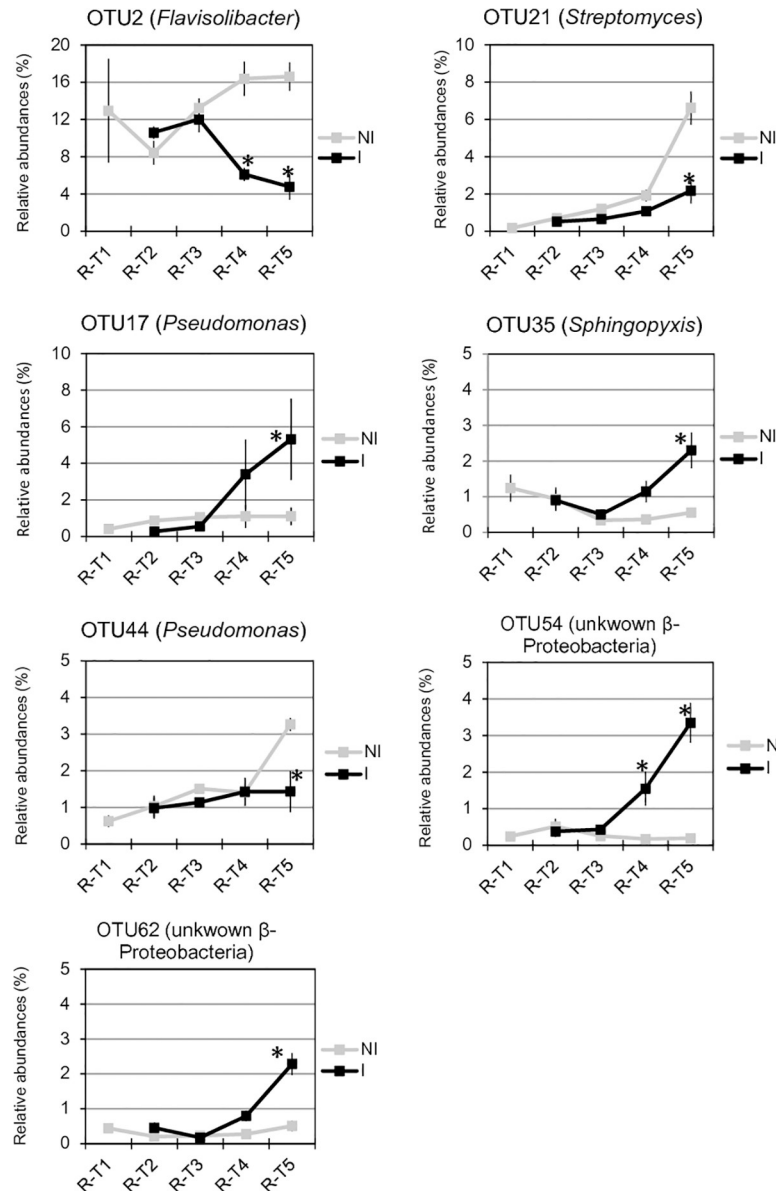 OTU2 (Flavisolibacter)
Relative abundances (%)
20
16
12
8
4
0
R-T1
R-T2
R-T3
R-T4
R-T5
*
*
NI
I
OTU21 (Streptomyces)
Relative abundances (%)
10
8
6
4
2
0
R-T1
R-T2
R-T3
R-T4
R-T5
*
NI
I
OTU17 (Pseudomonas)
Relative abundances (%)
10
8
6
4
2
0
R-T1
R-T2
R-T3
R-T4
R-T5
*
NI
I
OTU35 (Sphingopyxis)
Relative abundances (%)
5
4
3
2
1
0
R-T1
R-T2
R-T3
R-T4
R-T5
*
NI
I
OTU44 (Pseudomonas)
Relative abundances (%)
5
4
3
2
1
0
R-T1
R-T2
R-T3
R-T4
R-T5
*
NI
I
OTU54 (unkwown β-
Proteobacteria)
Relative abundances (%)
5
4
3
2
1
0
R-T1
R-T2
R-T3
R-T4
R-T5
*
*
N
I
OTU62 (unkwown β-
Proteobacteria)
Relative abundances (%)
5
4
3
2
1
0
R-T1
R-T2
R-T3
R-T4
R-T5
*
NI
I